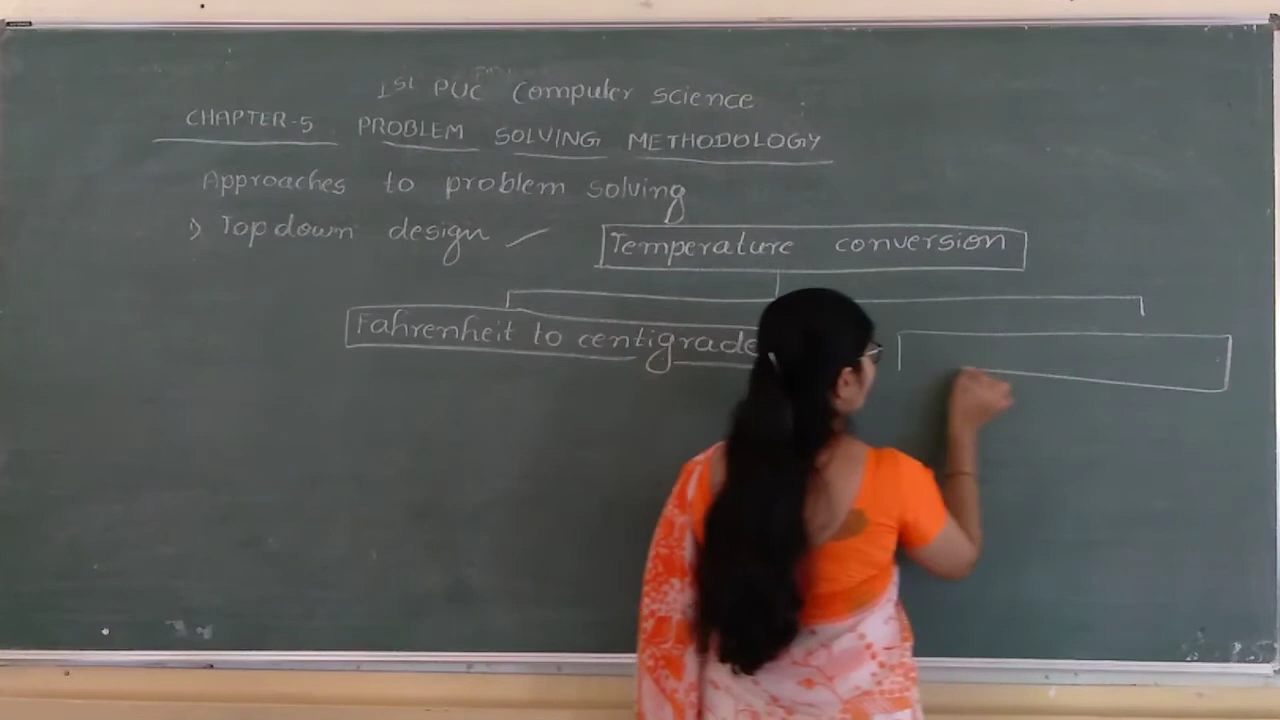 1st PUC Computer science
CHAPTER-5 PROBLEM SOLVING METHODOLOGY
Approaches to problem solving
1) Top down design
Temperature conversion
Fahrenheit to centigrade